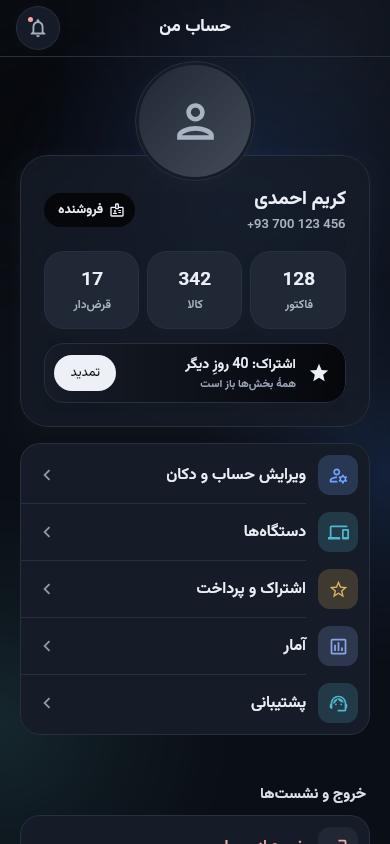 حساب من
کریم احمدی
+93 700 123 456
فروشنده
128
فاکتور
342
کالا
17
قرض‌دار
اشتراک: 40 روزِ دیگر
همهٔ بخش‌ها باز است
تمدید
ویرایش حساب و دکان
دستگاه‌ها
اشتراک و پرداخت
آمار
پشتیبانی
خروج و نشست‌ها